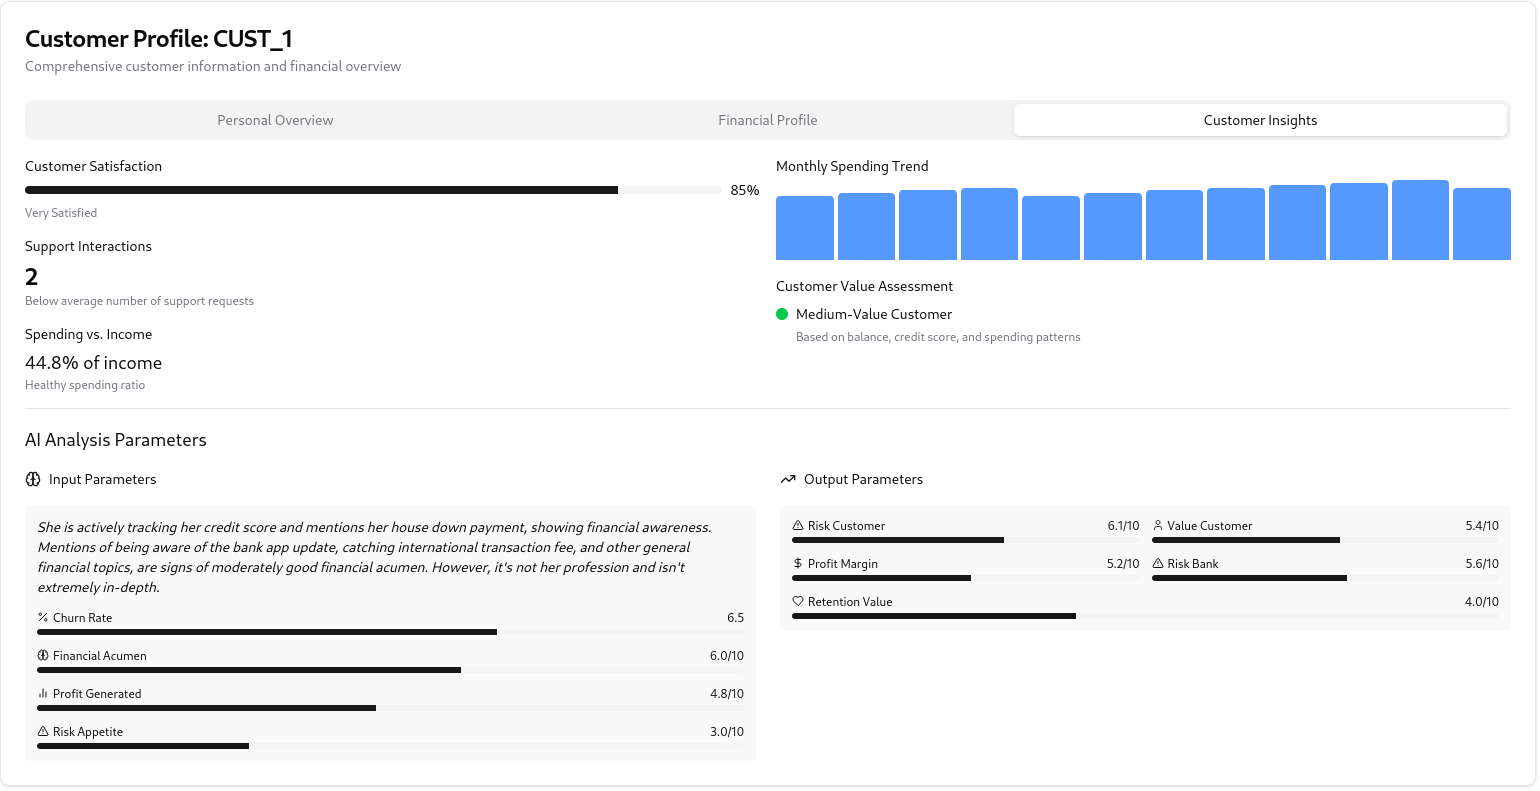 Customer Profile: CUST_1
Comprehensive customer information and financial overview
Personal Overview
Financial Profile
Customer Insights
Customer Satisfaction
85%
Very Satisfied
Support Interactions
2
Below average number of support requests
Spending vs. Income
44.8% of income
Healthy spending ratio
Monthly Spending Trend
Customer Value Assessment
Medium-Value Customer
Based on balance, credit score, and spending patterns
AI Analysis Parameters
Input Parameters
She is actively tracking her credit score and mentions her house down payment, showing financial awareness.
Mentions of being aware of the bank app update, catching international transaction fee, and other general
financial topics, are signs of moderately good financial acumen. However, it's not her profession and isn't
extremely in-depth.
Churn Rate 6.5
Financial Acumen 6.0/10
Profit Generated 4.8/10
Risk Appetite 3.0/10
Output Parameters
Risk Customer 6.1/10
Value Customer 5.4/10
Profit Margin 5.2/10
Risk Bank 5.6/10
Retention Value 4.0/10